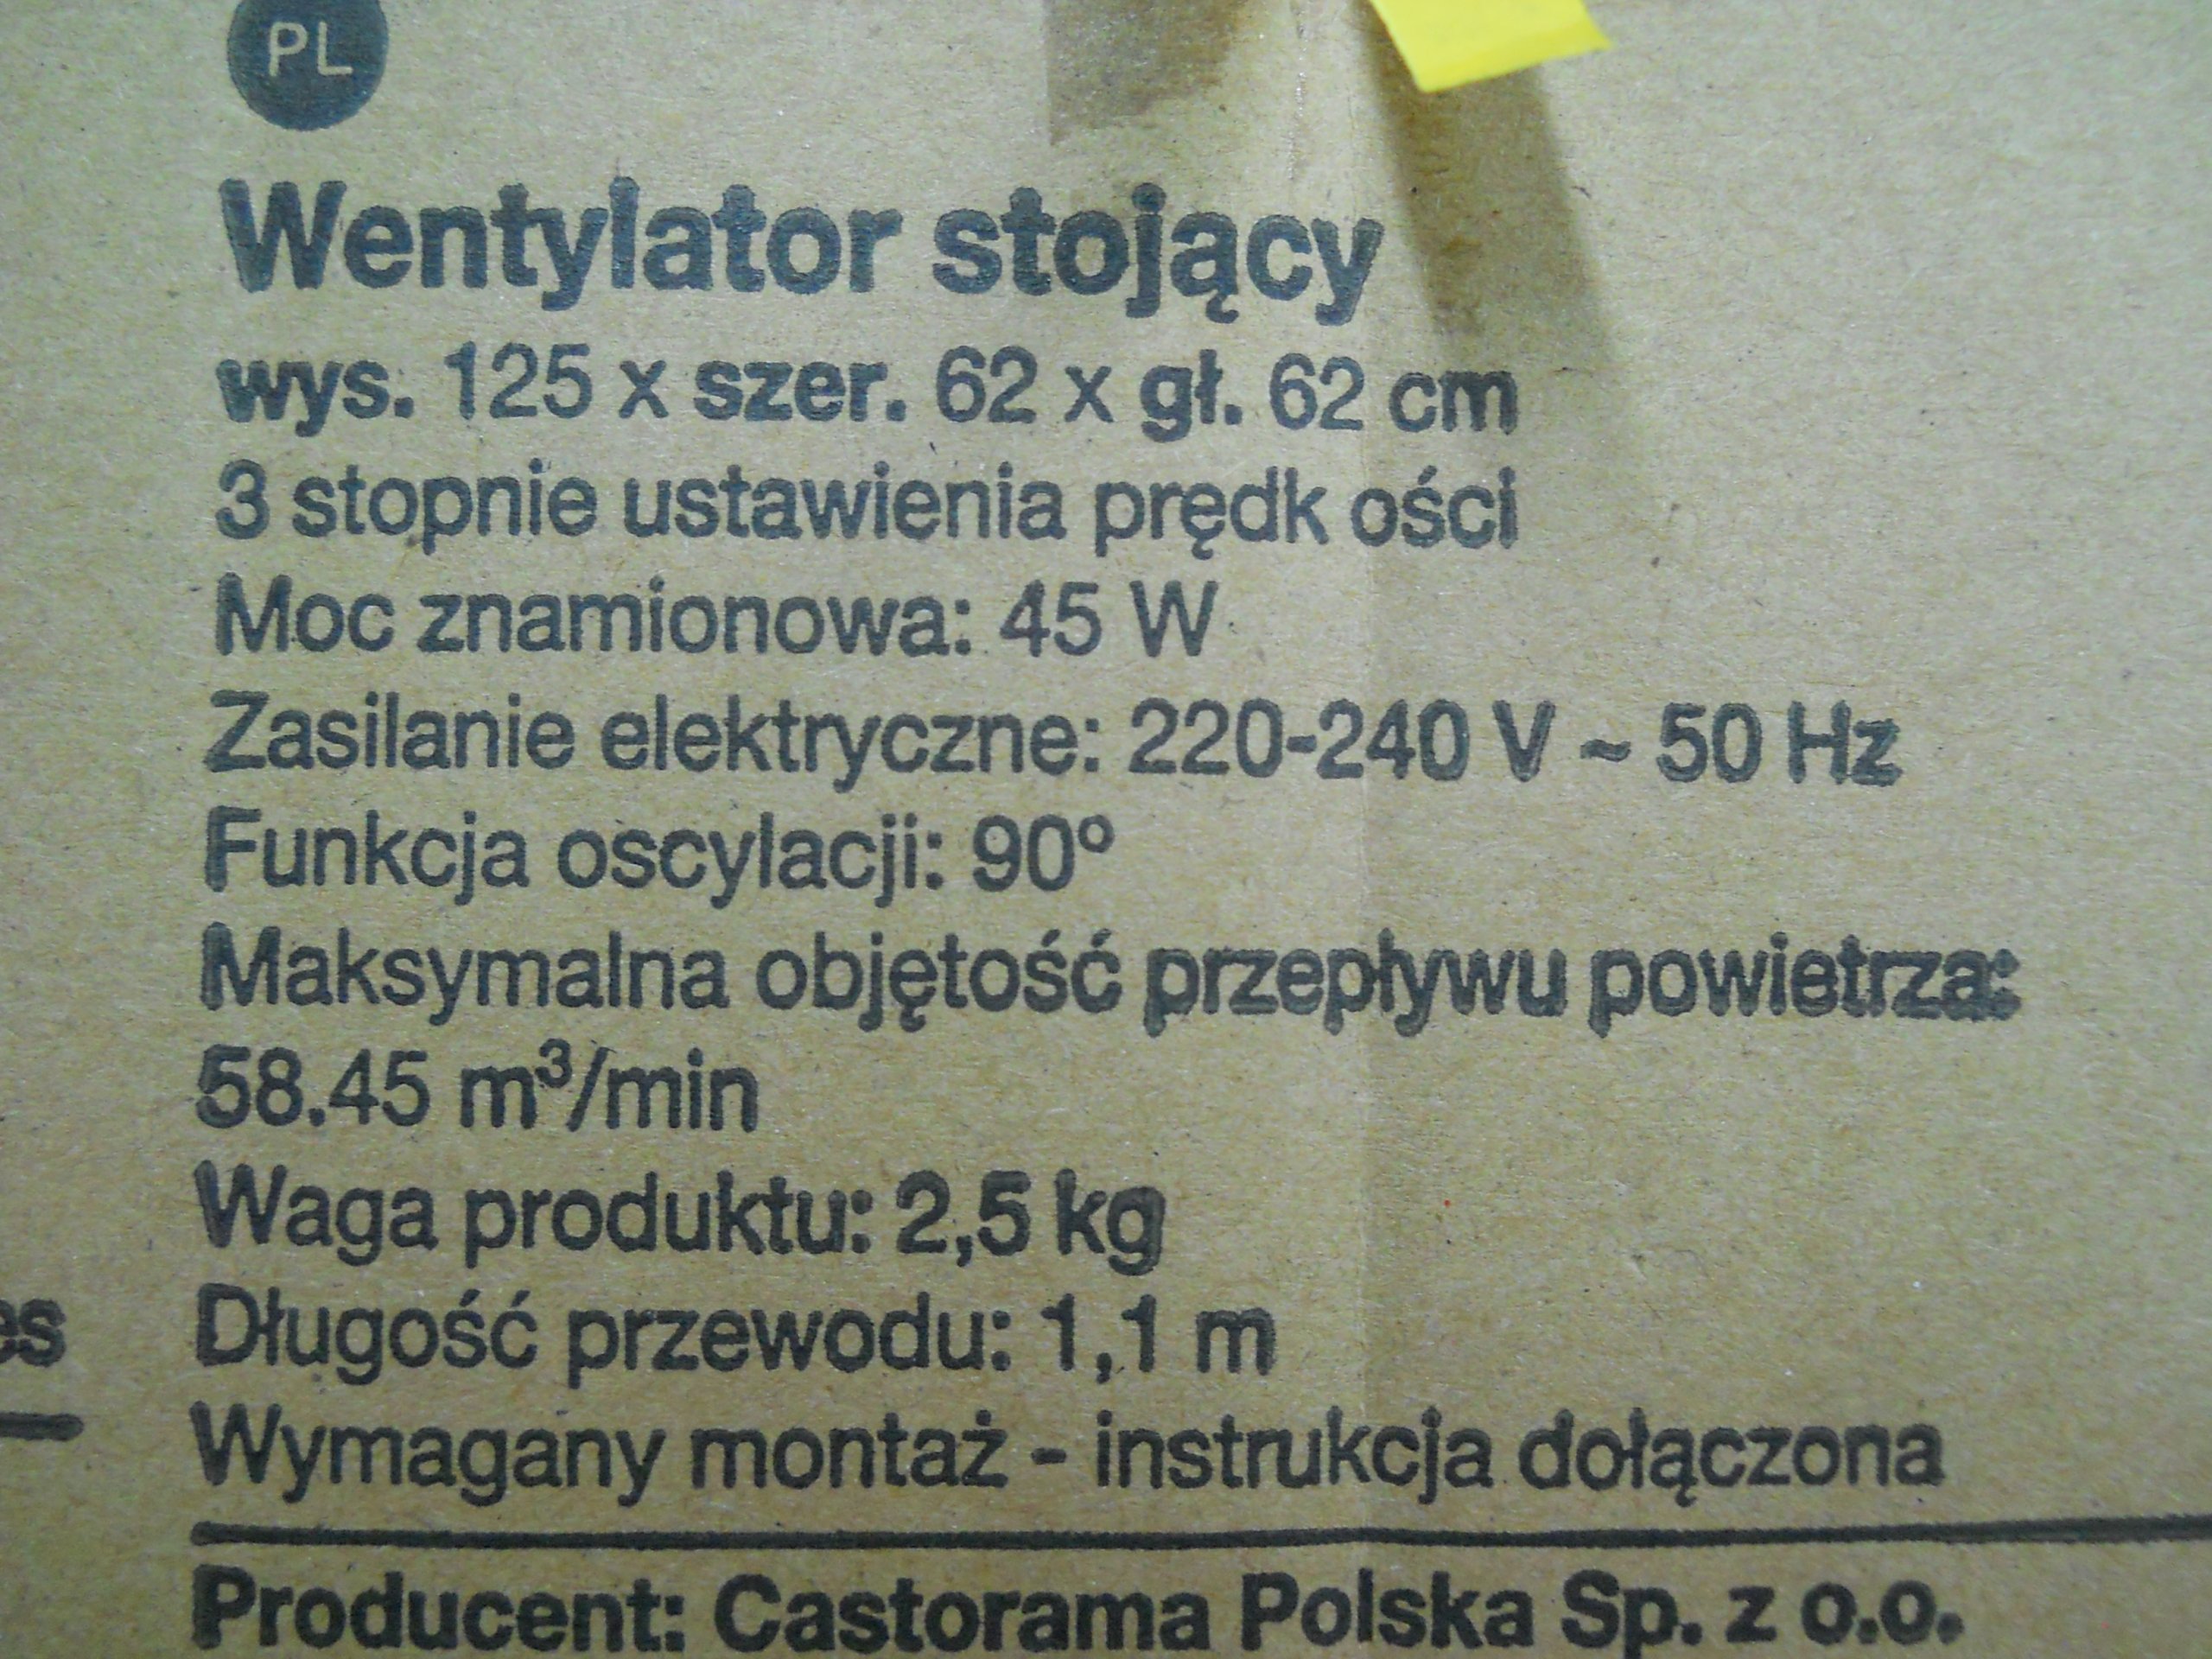 PL
Wentylator stojący
wys. 125 x szer. 62 x gł. 62 cm
3 stopnie ustawienia prędk ości
Moc znamionowa: 45 W
Zasilanie elektryczne: 220-240 V ~ 50 Hz
Funkcja oscylacji: 90°
Maksymalna objętość przepływu powietrza:
58.45 m³/min
Waga produktu: 2,5 kg
Długość przewodu: 1,1 m
es
Wymagany montaż - instrukcja dołączona
Producent: Castorama Polska Sp. z o.o.